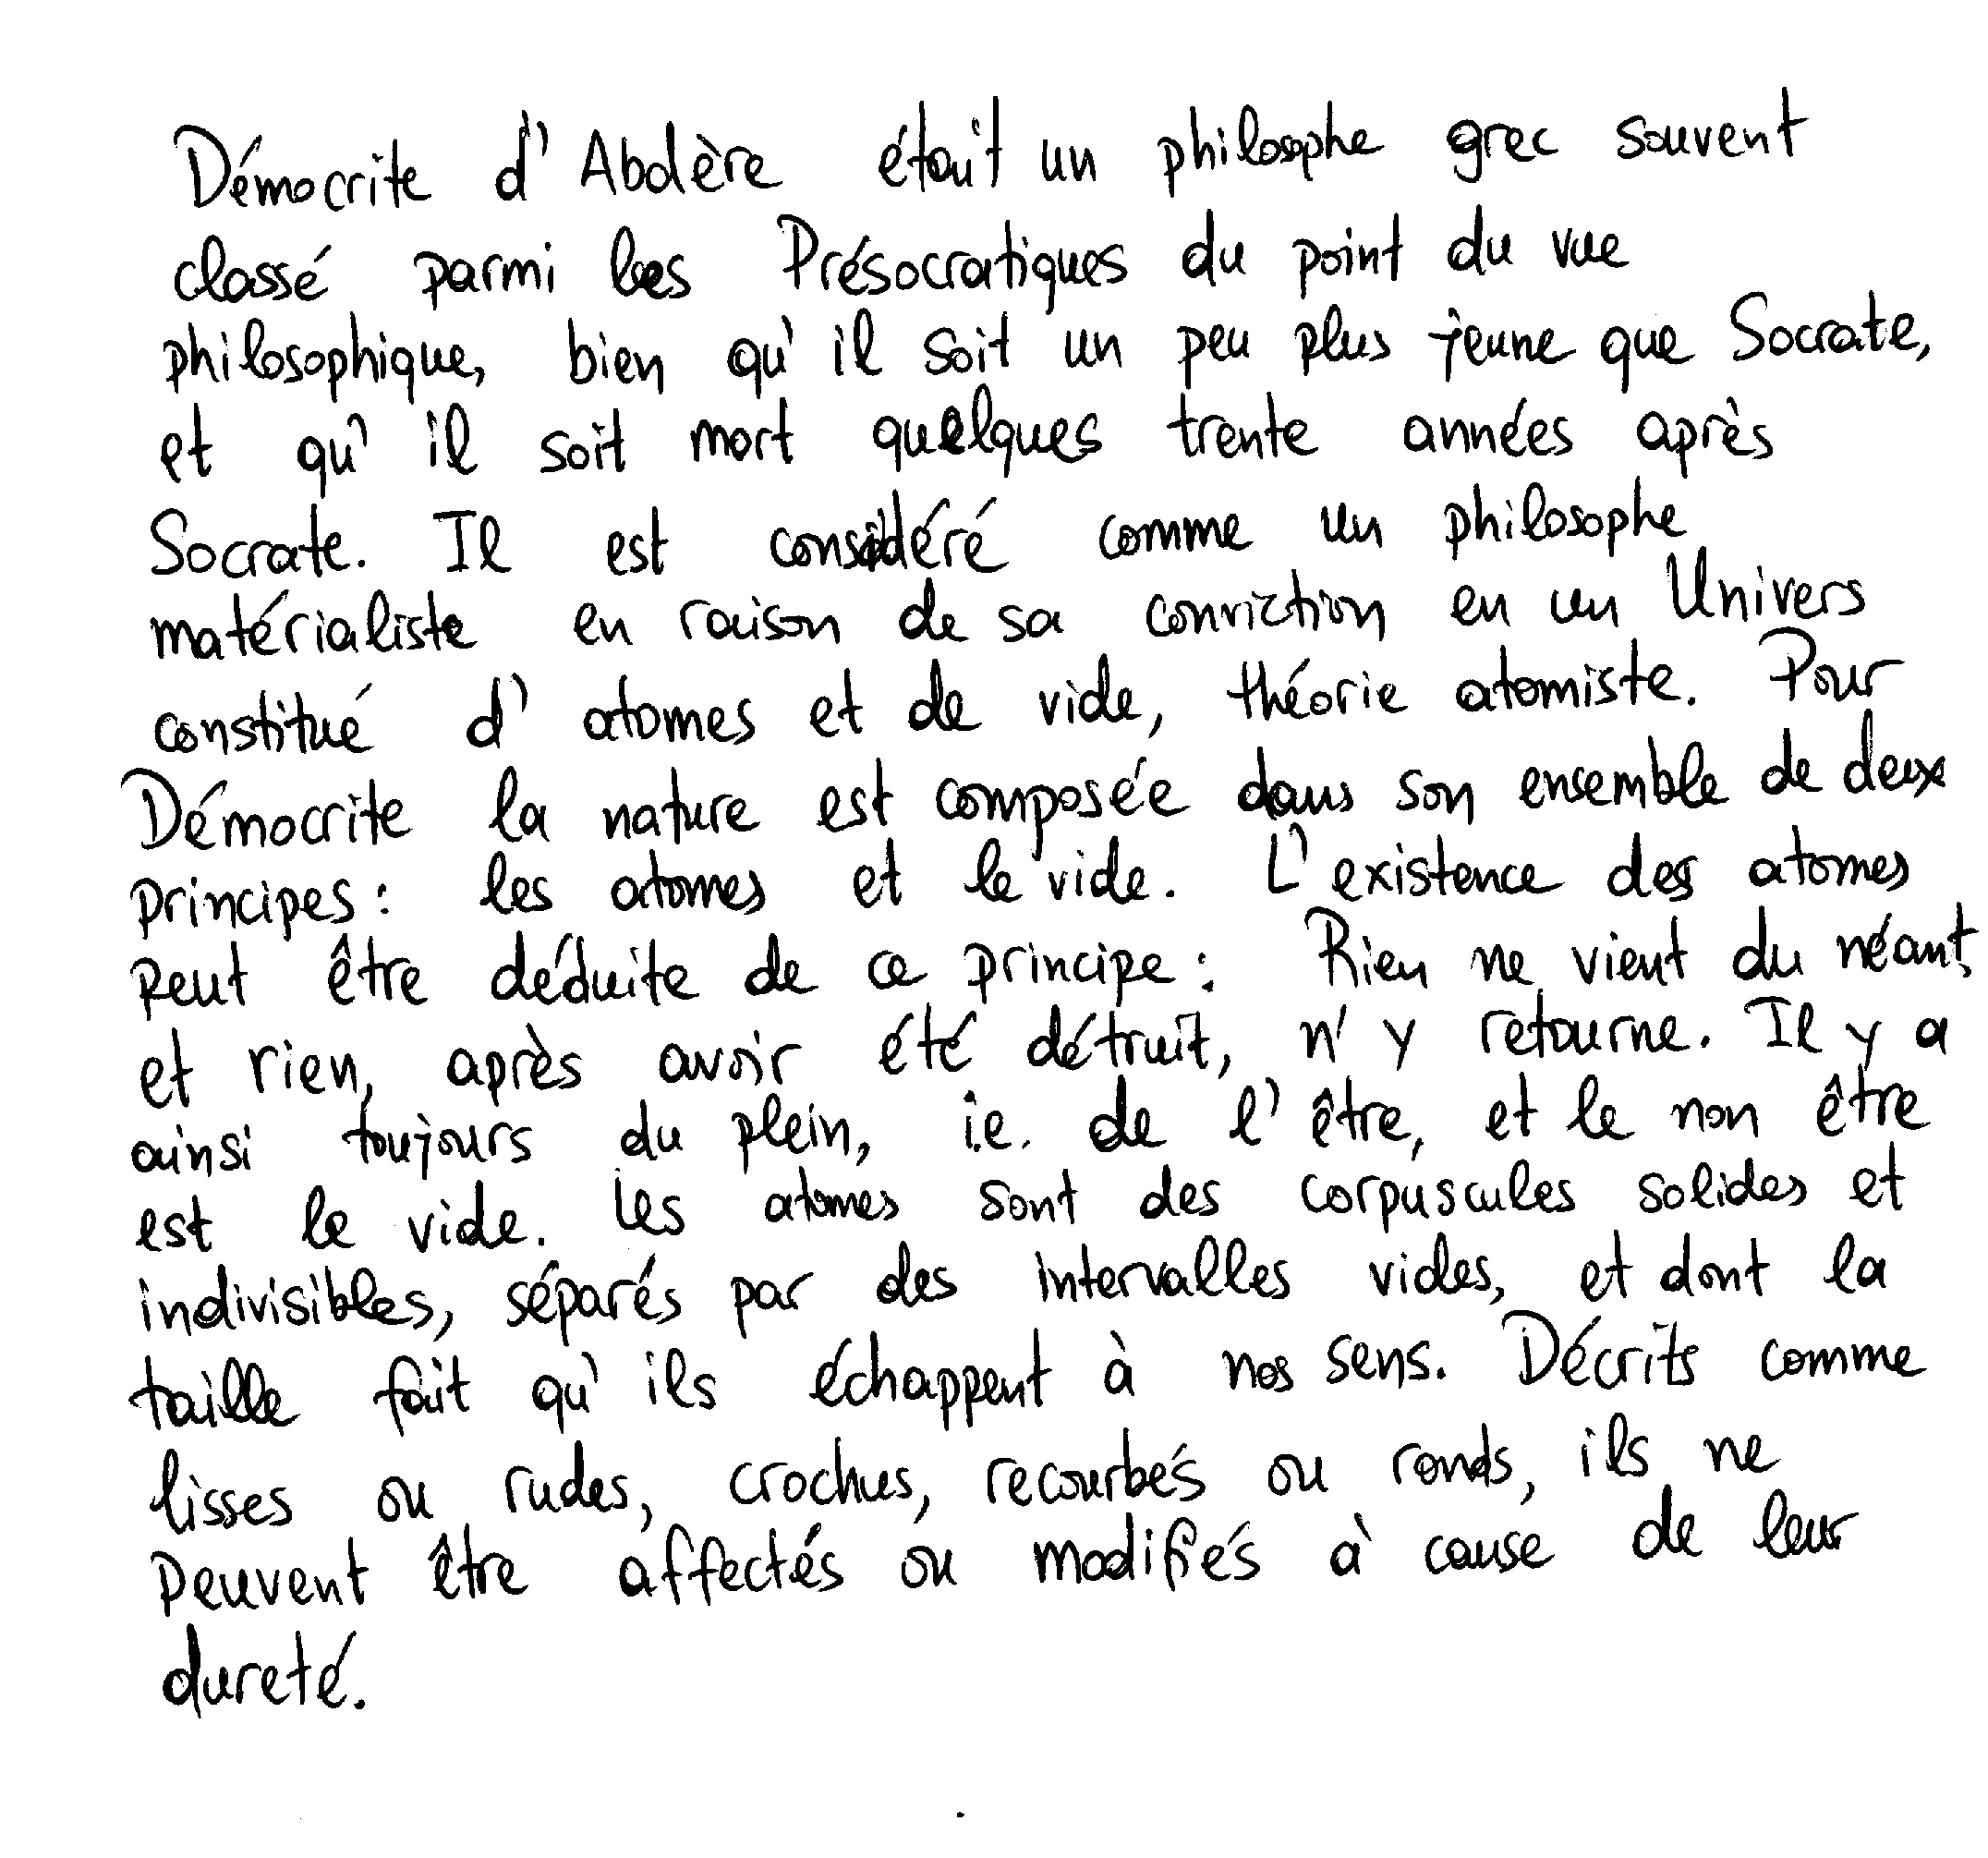 Démocrite d'Abdère était un philosophe grec souvent
classé parmi les Présocratiques du point du vue
philosophique, bien qu'il soit un peu plus jeune que Socrate,
et qu'il soit mort quelques trente années après
Socrate. Il est considéré comme un philosophe
matérialiste en raison de sa conviction en un Univers
constitué d'atomes et de vide, théorie atomiste. Pour
Démocrite la nature est composée dans son ensemble de deux
principes : les atomes et le vide. L'existence des atomes
peut être déduite de ce principe : Rien ne vient du néant,
et rien, après avoir été détruit, n'y retourne. Il y a
ainsi toujours du plein, i.e. de l'être, et le non être
est le vide. Les atomes sont des corpuscules solides et
indivisibles, séparés par des intervalles vides, et dont la
taille fait qu'ils échappent à nos sens. Décrits comme
lisses ou rudes, crochus, recourbés ou ronds, ils ne
peuvent être affectés ou modifiés à cause de leur
dureté.